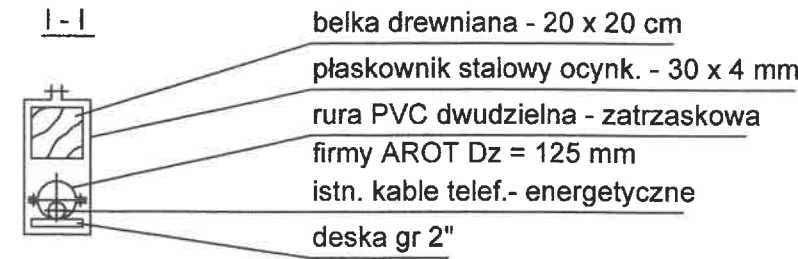 I - I
belka drewniana - 20 x 20 cm
płaskownik stalowy ocynk. - 30 x 4 mm
rura PVC dwudzielna - zatrzaskowa
firmy AROT Dz = 125 mm
istn. kable telef.- energetyczne
deska gr 2"